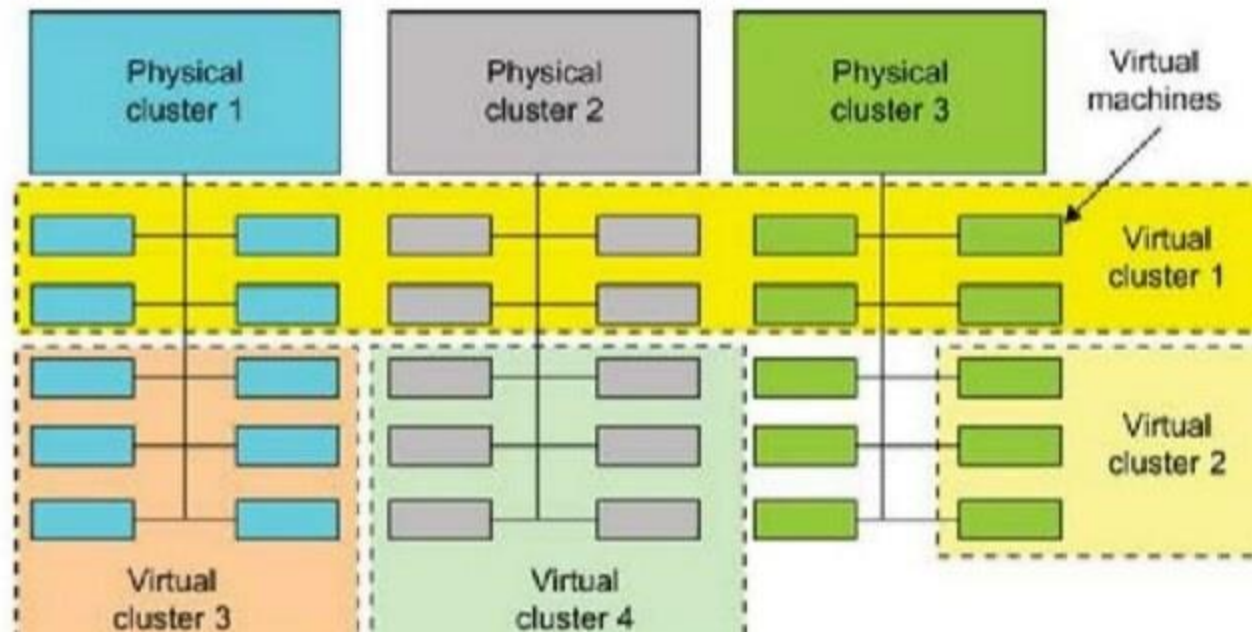 Physical
cluster 1
Physical
cluster 2
Physical
cluster 3
Virtual
machines
Virtual
cluster 1
Virtual
cluster 2
Virtual
cluster 3
Virtual
cluster 4